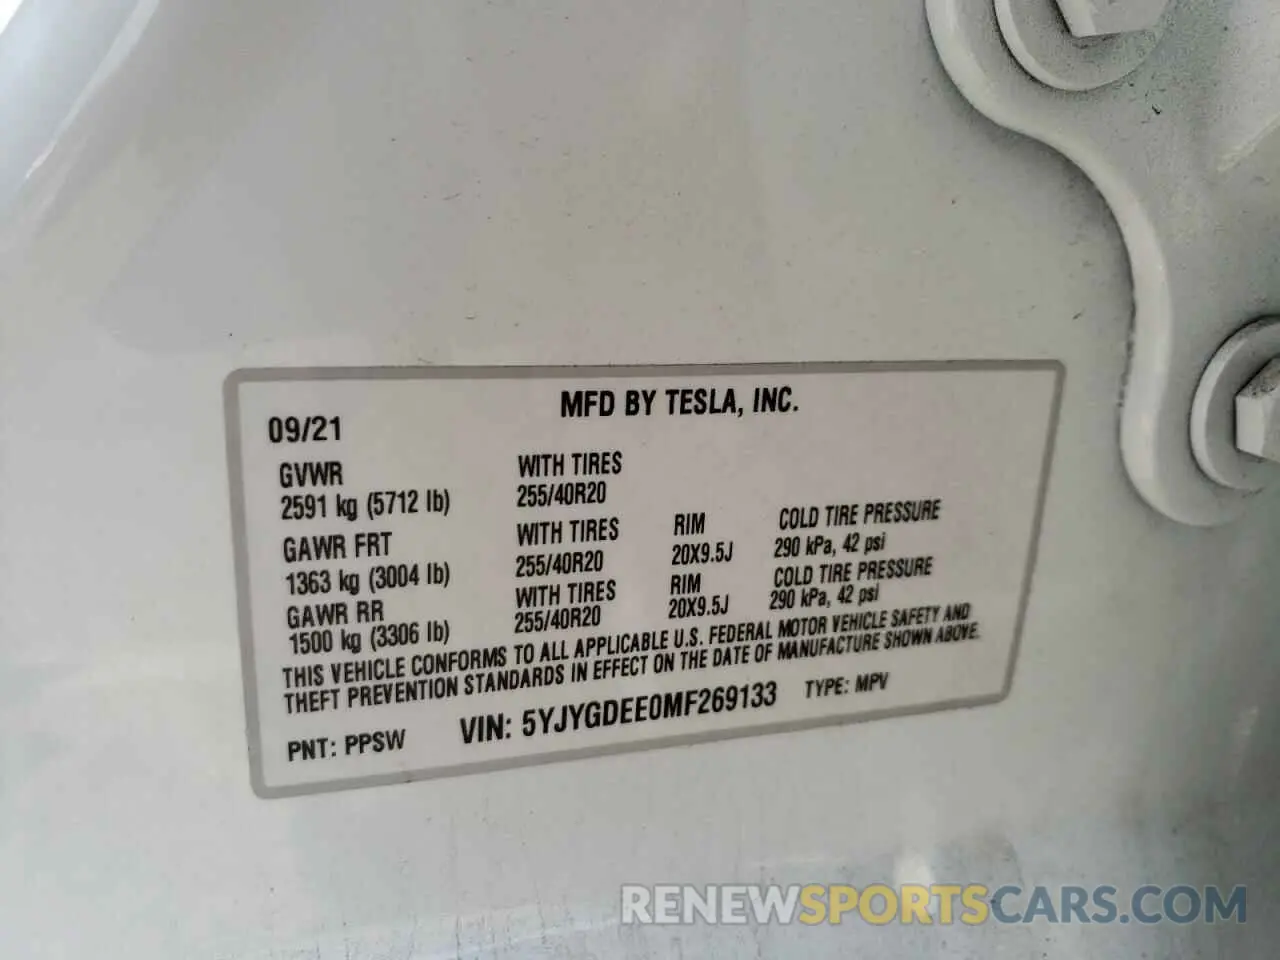 MFD BY TESLA, INC.
09/21
GVWR WITH TIRES
2591 kg (5712 lb) 255/40R20
GAWR FRT WITH TIRES RIM COLD TIRE PRESSURE
1363 kg (3004 lb) 255/40R20 20X9.5J 290 kPa, 42 psi
GAWR RR WITH TIRES RIM COLD TIRE PRESSURE
1500 kg (3306 lb) 255/40R20 20X9.5J 290 kPa, 42 psi
THIS VEHICLE CONFORMS TO ALL APPLICABLE U.S. FEDERAL MOTOR VEHICLE SAFETY AND
THEFT PREVENTION STANDARDS IN EFFECT ON THE DATE OF MANUFACTURE SHOWN ABOVE.
PNT: PPSW VIN: 5YJYGDEE0MF269133 TYPE: MPV
RENEWSPORTSCARS.COM